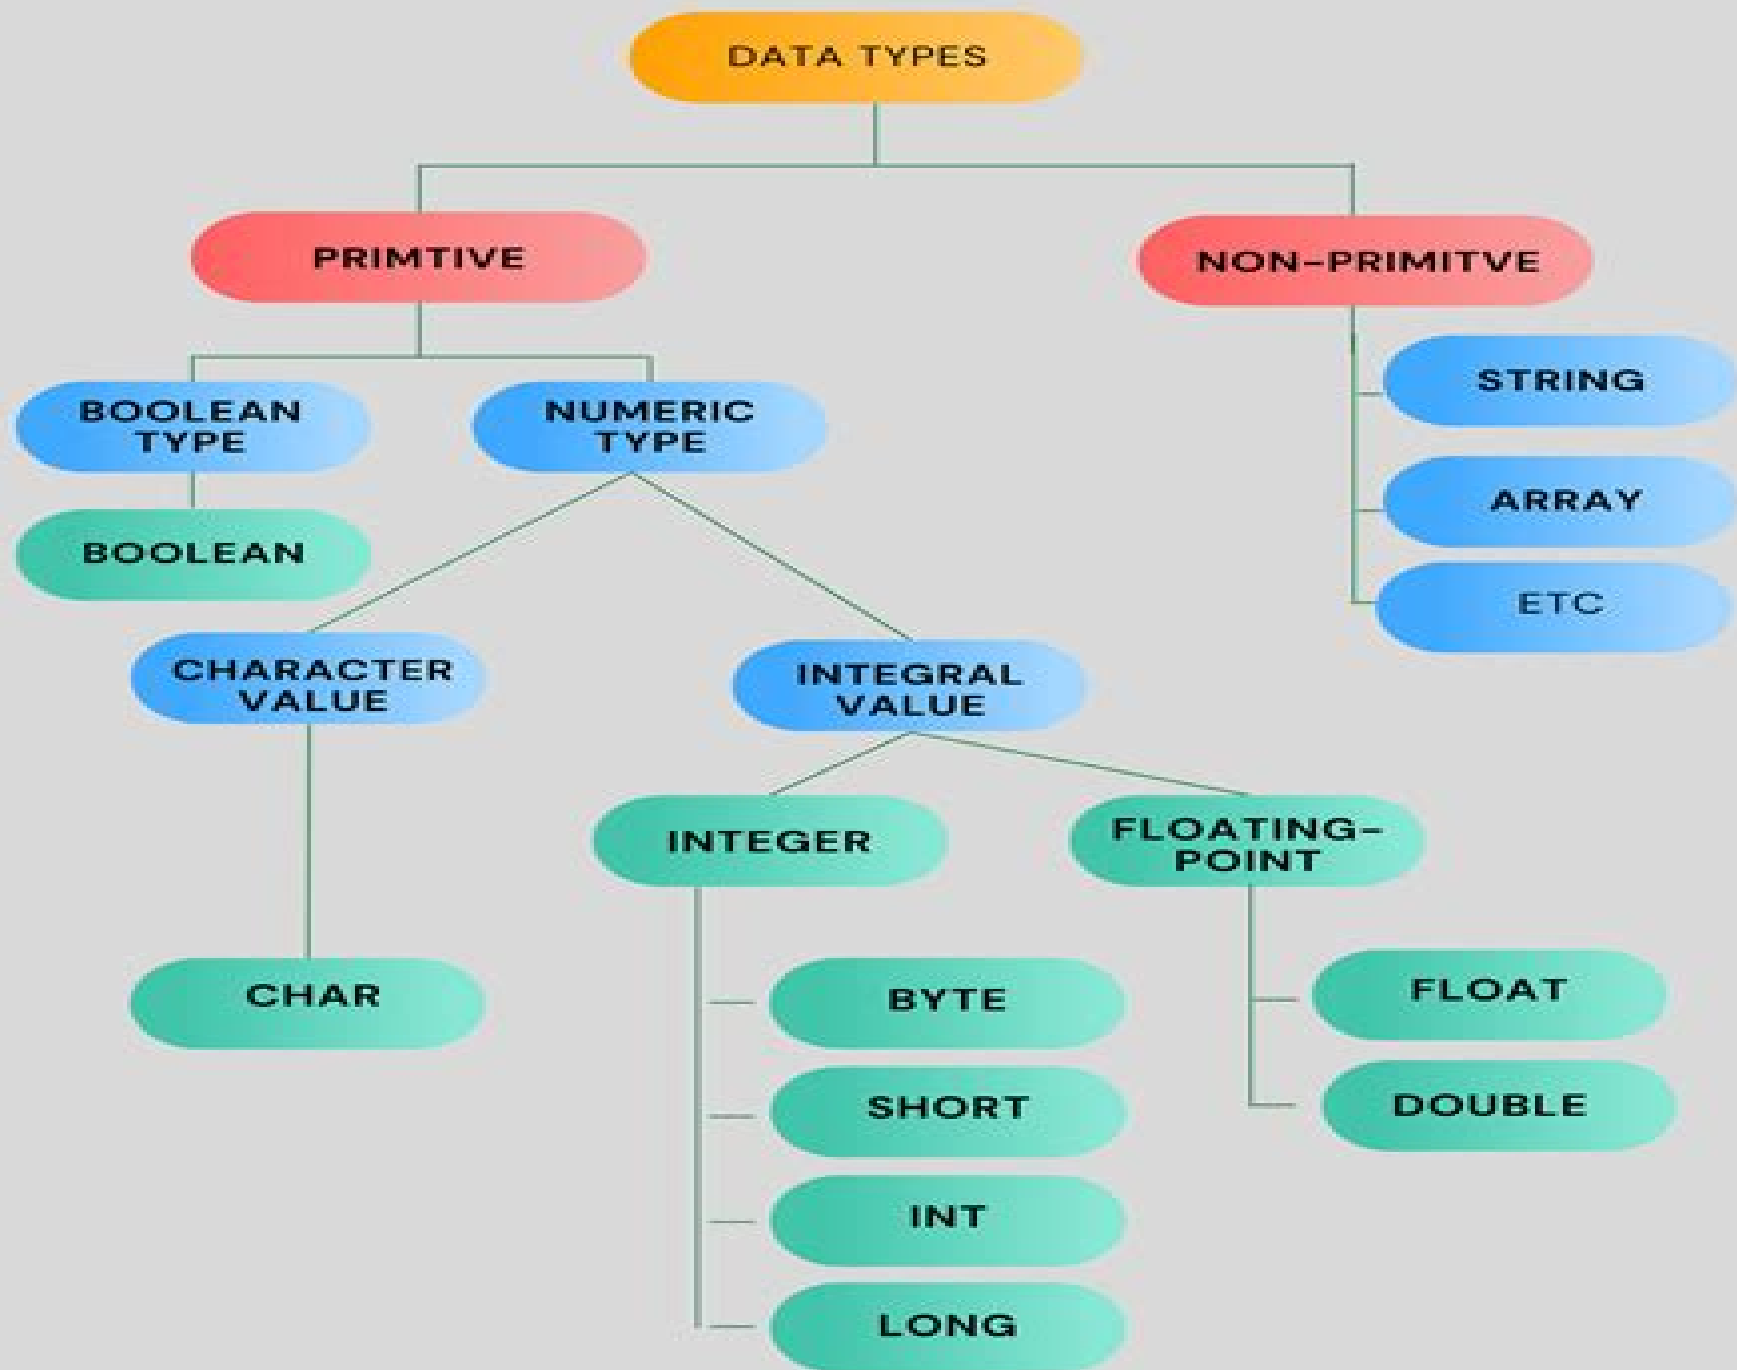 DATA TYPES
PRIMTIVE
NON-PRIMITVE
BOOLEAN
TYPE
NUMERIC
TYPE
STRING
ARRAY
BOOLEAN
ETC
CHARACTER
VALUE
INTEGRAL
VALUE
INTEGER
FLOATING-
POINT
CHAR
BYTE
FLOAT
SHORT
DOUBLE
INT
LONG